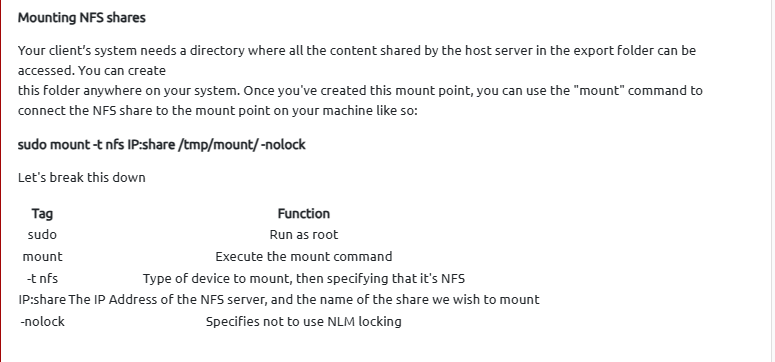 Mounting NFS shares
Your client's system needs a directory where all the content shared by the host server in the export folder can be
accessed. You can create
this folder anywhere on your system. Once you've created this mount point, you can use the "mount" command to
connect the NFS share to the mount point on your machine like so:
sudo mount -t nfs IP:share /tmp/mount/ -nolock
Let's break this down
Tag Function
sudo Run as root
mount Execute the mount command
-t nfs Type of device to mount, then specifying that it's NFS
IP:share The IP Address of the NFS server, and the name of the share we wish to mount
-nolock Specifies not to use NLM locking